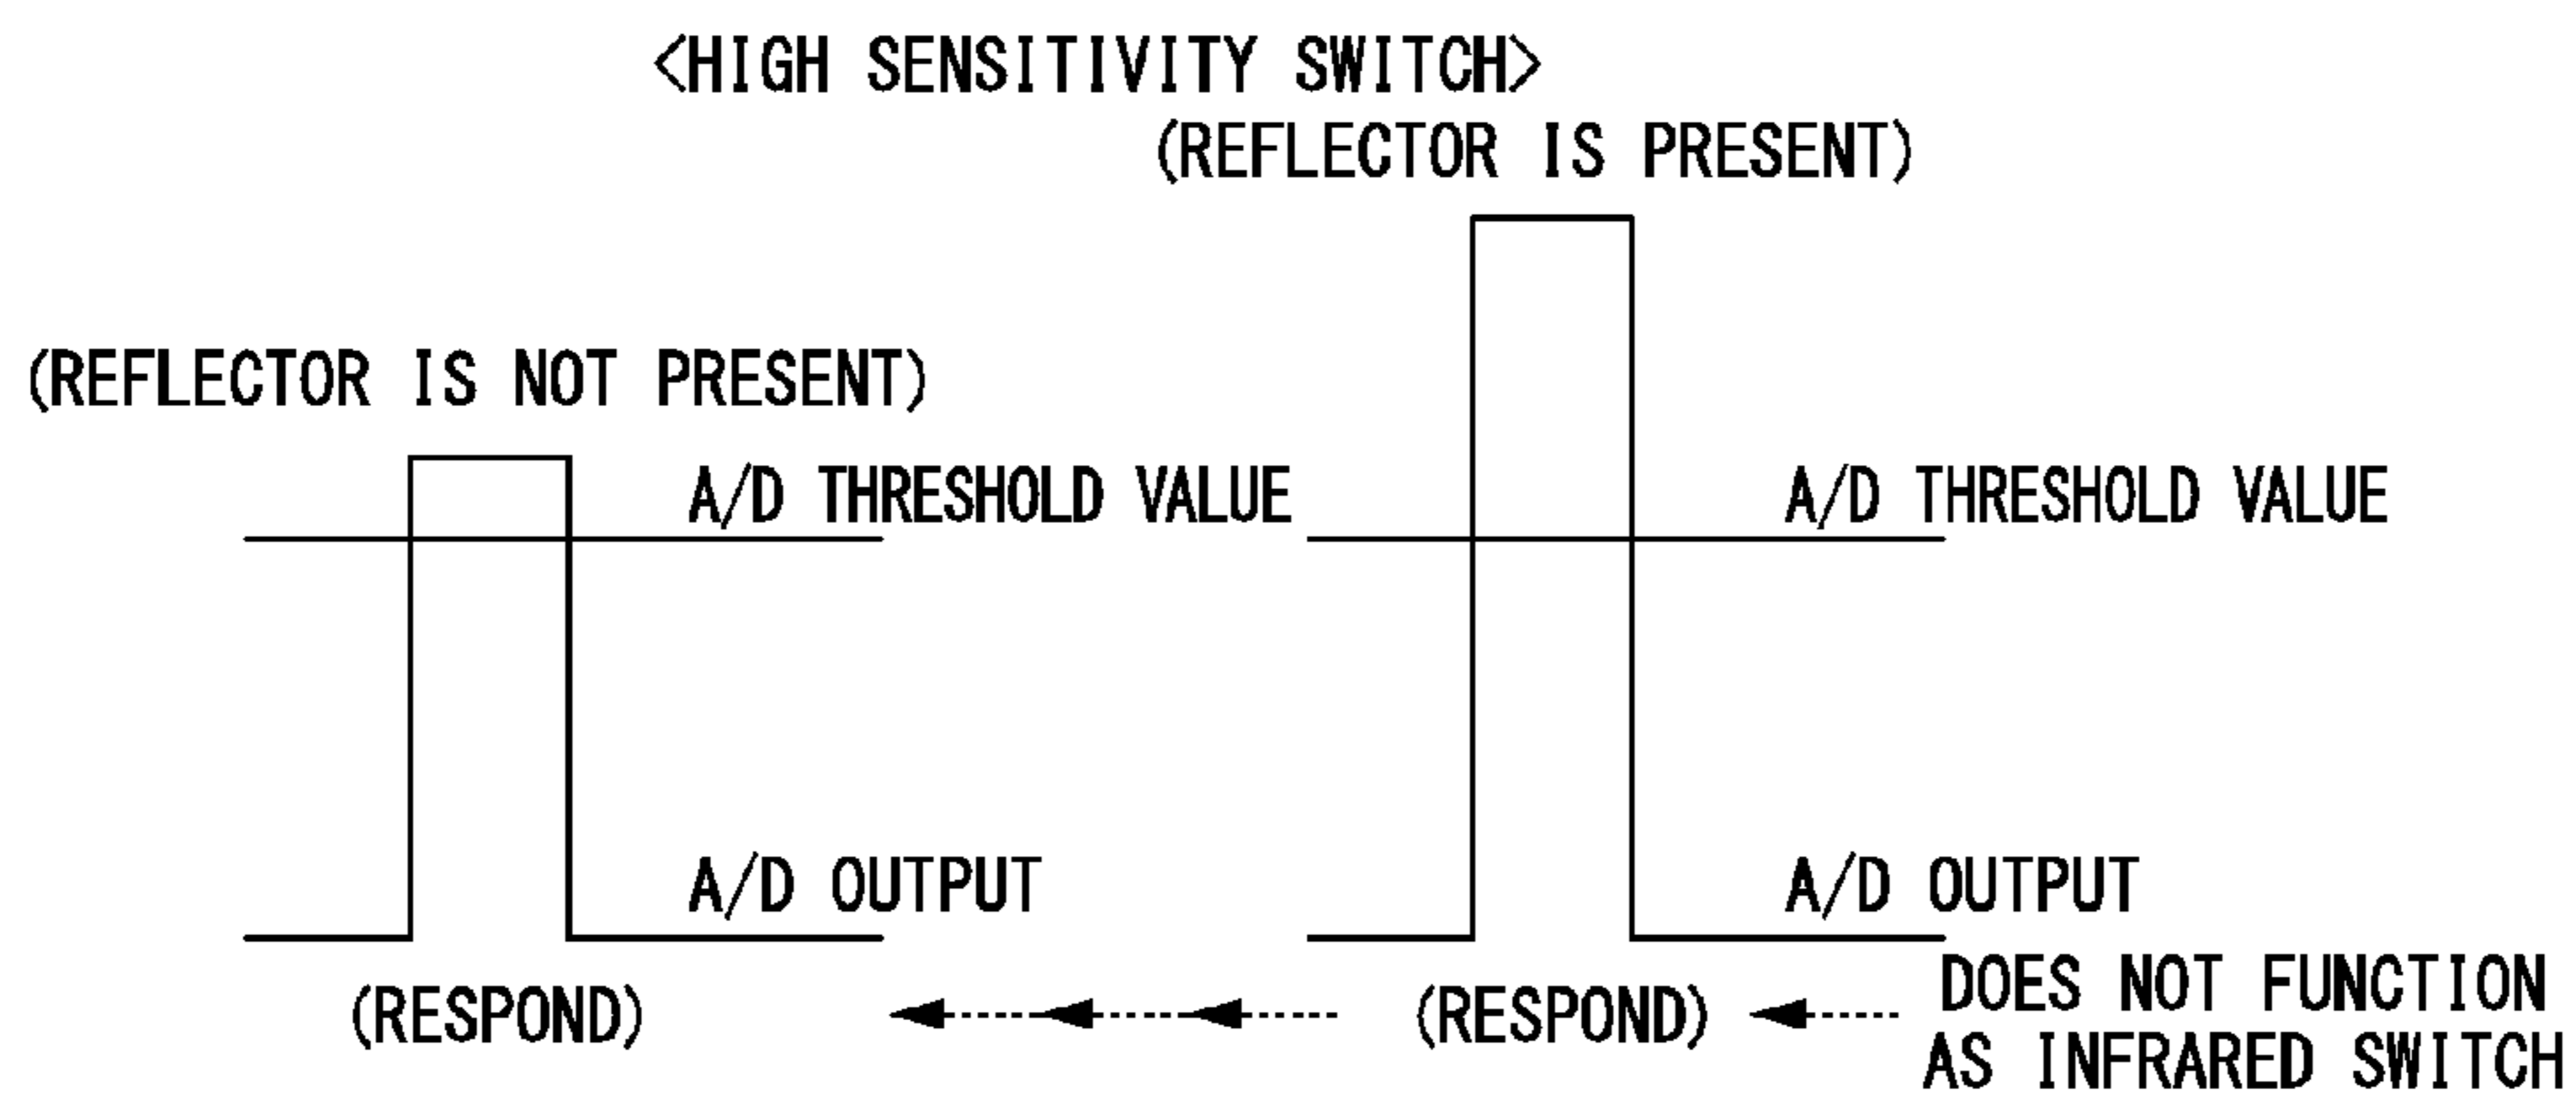 <HIGH SENSITIVITY SWITCH>
(REFLECTOR IS PRESENT)
(REFLECTOR IS NOT PRESENT)
A/D THRESHOLD VALUE
A/D THRESHOLD VALUE
A/D OUTPUT
A/D OUTPUT
(RESPOND)
(RESPOND)
DOES NOT FUNCTION
AS INFRARED SWITCH